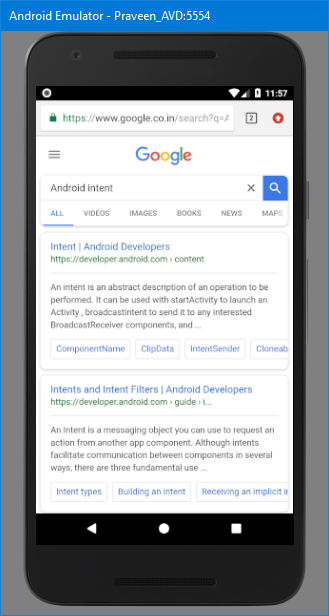 Android Emulator - Praveen_AVD:5554
11:57
https://www.google.co.in/search?q=A
2
Google
Android intent
ALL VIDEOS IMAGES BOOKS NEWS MAPS
Intent | Android Developers
https://developer.android.com › content
An intent is an abstract description of an operation to be
performed. It can be used with startActivity to launch an
Activity , broadcastIntent to send it to any interested
BroadcastReceiver components, and ...
ComponentName ClipData IntentSender Cloneab
Intents and Intent Filters | Android Developers
https://developer.android.com › guide › i...
An Intent is a messaging object you can use to request an
action from another app component. Although intents
facilitate communication between components in several
ways, there are three fundamental use ...
Intent types Building an intent Receiving an implicit in